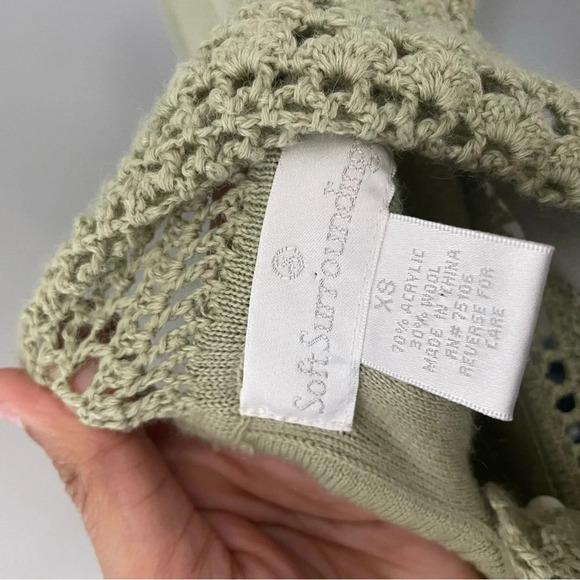 Soft Surroundings
XS
70% ACRYLIC
30% WOOL
MADE IN CHINA
RN# 75106
REVERSE FOR
CARE